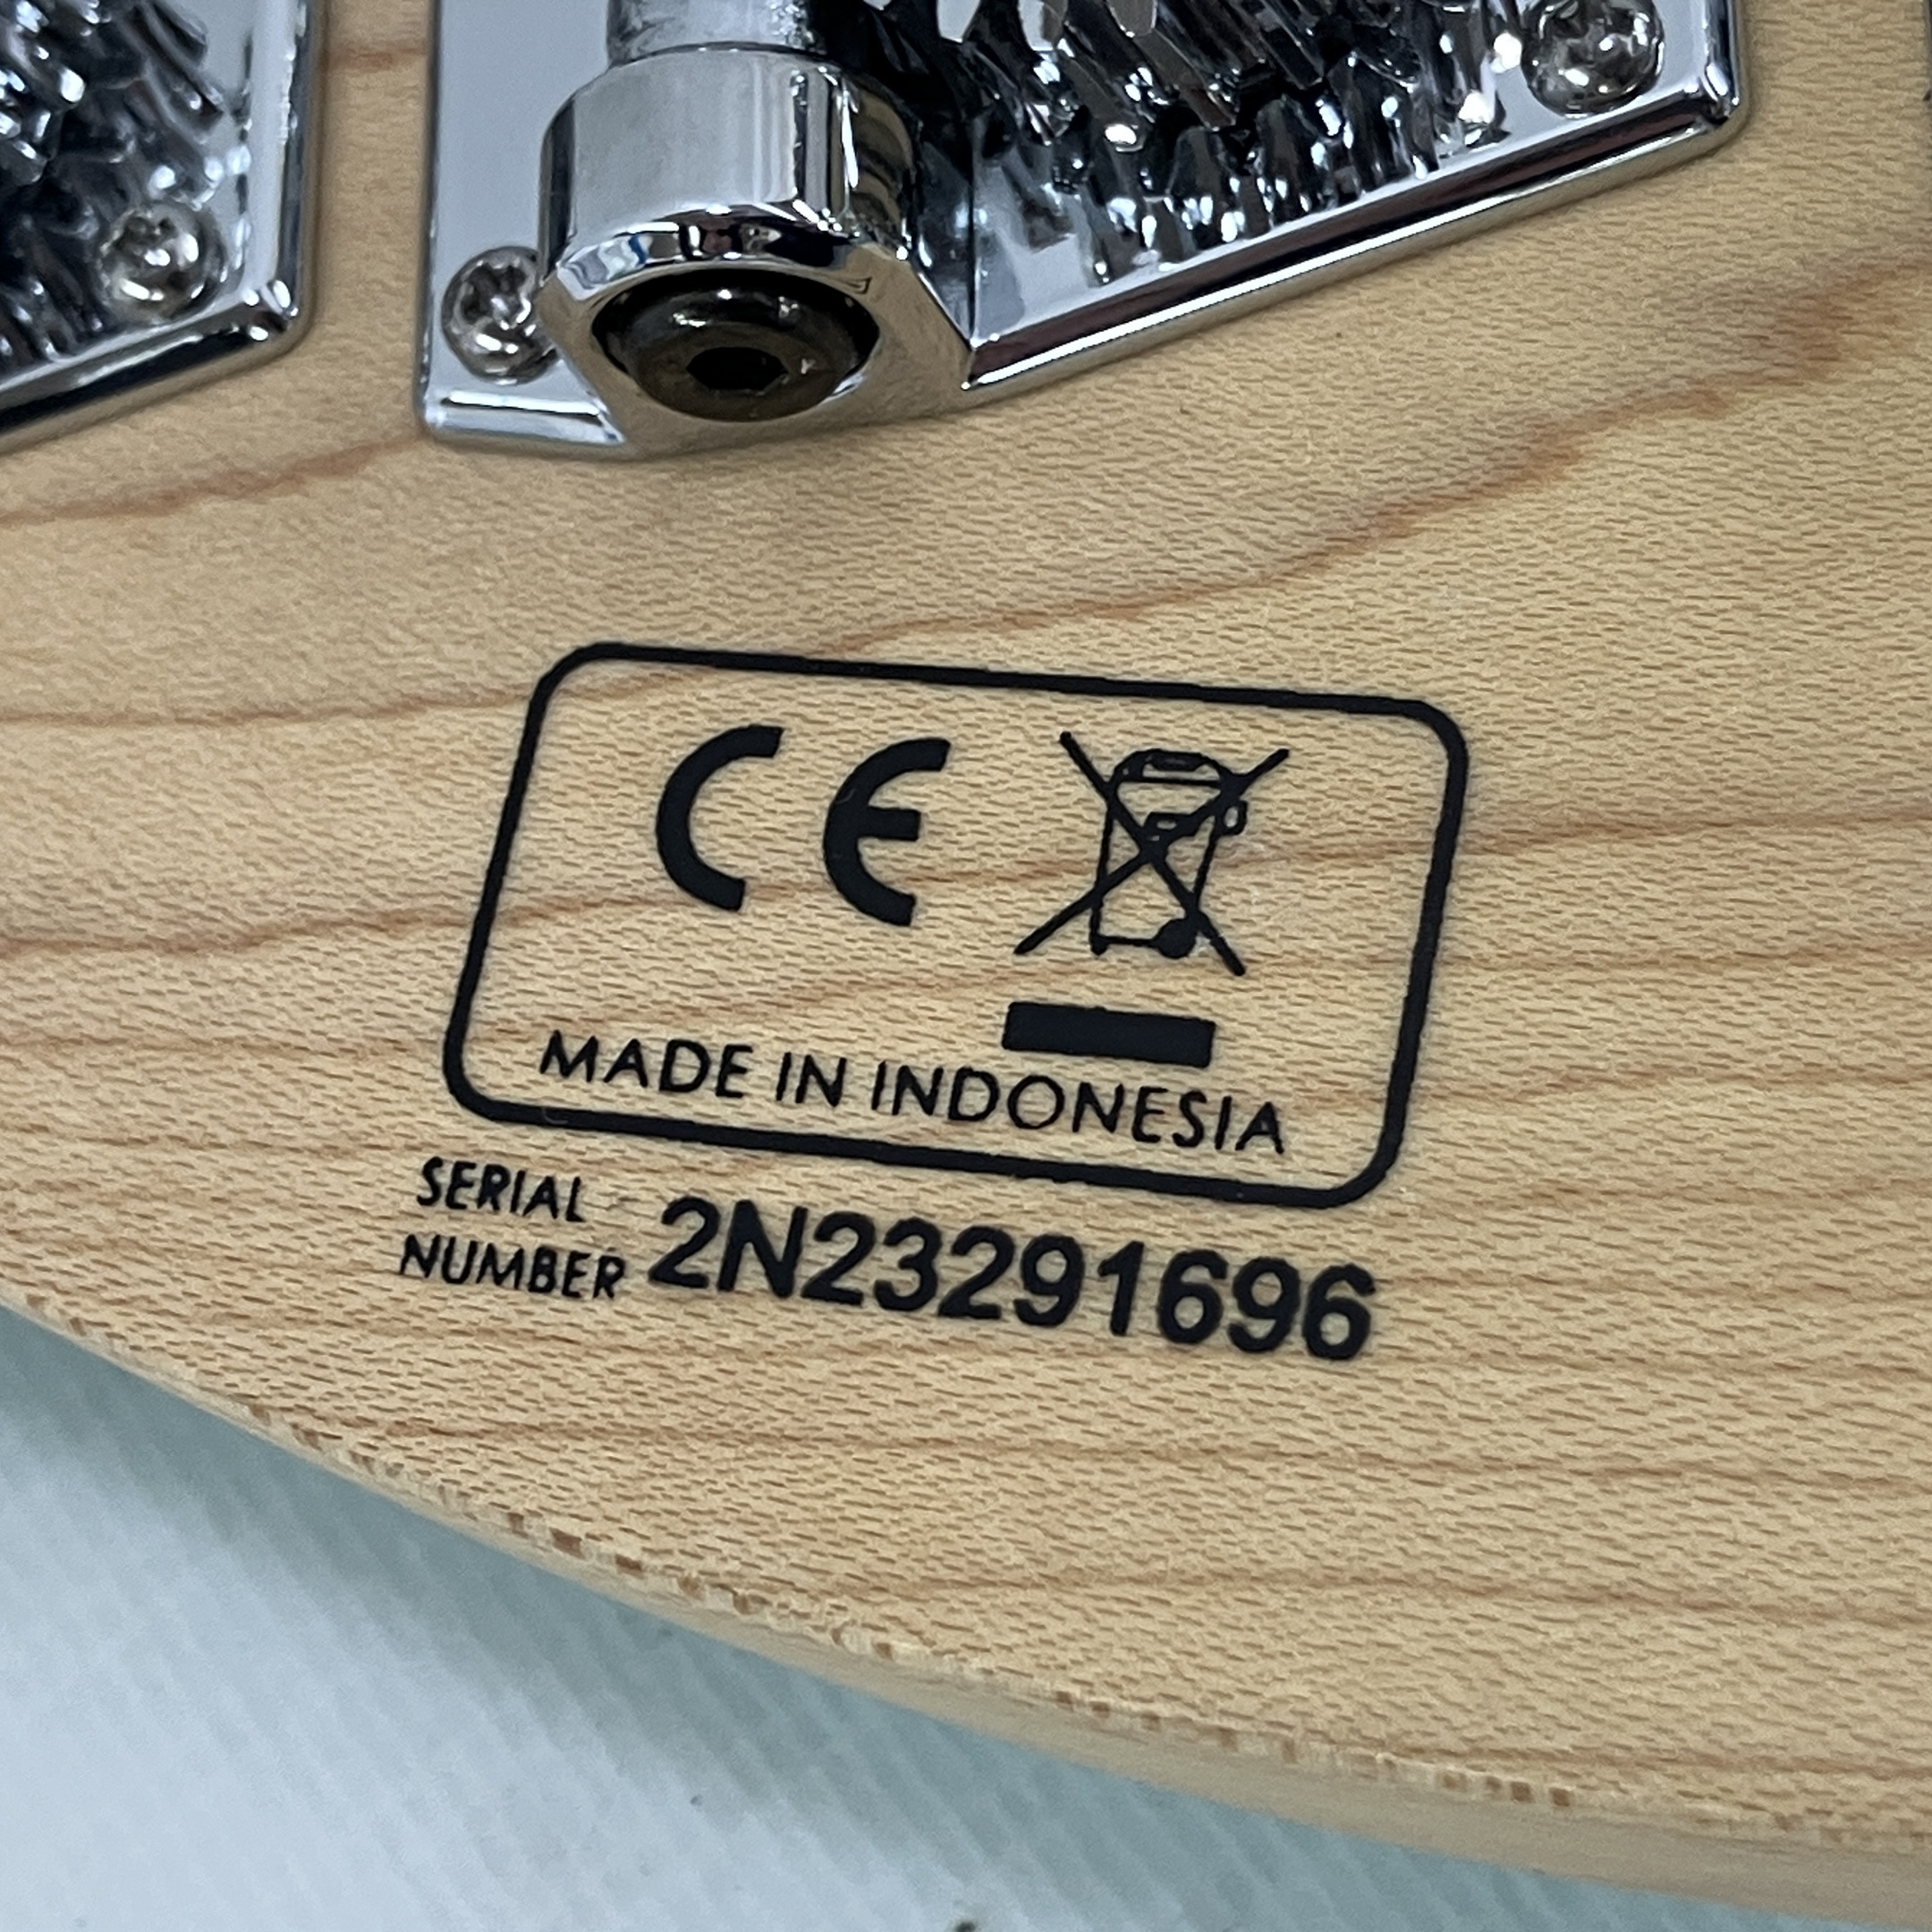 CE
MADE IN INDONESIA
SERIAL
NUMBER 2N23291696